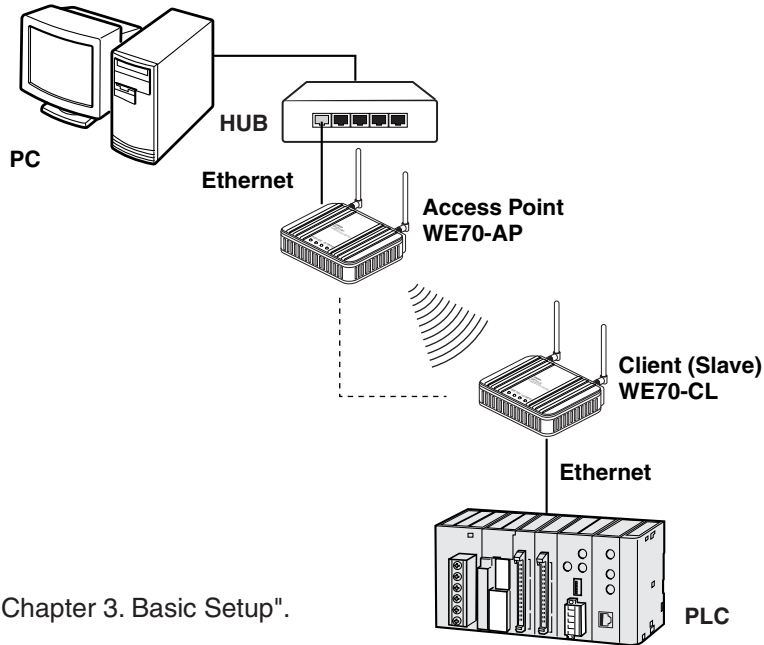 HUB
PC
Ethernet
Access Point
WE70-AP
Client (Slave)
WE70-CL
Ethernet
Chapter 3. Basic Setup".
PLC